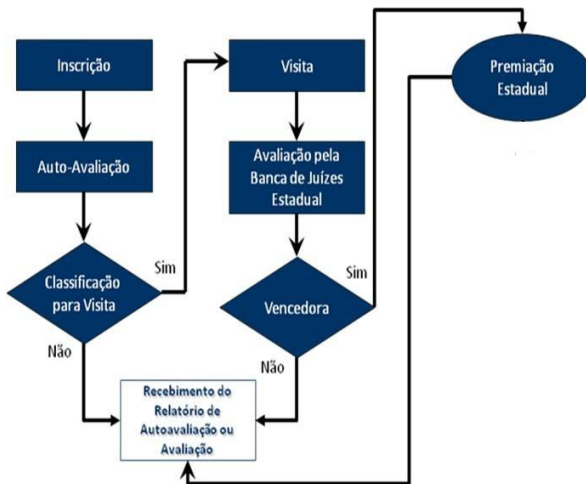 Inscrição
Auto-Avaliação
Classificação
para Visita
Sim
Não
Visita
Avaliação pela
Banca de Juízes
Estadual
Vencedora
Sim
Não
Premiação
Estadual
Recebimento do
Relatório de
Autoavaliação ou
Avaliação